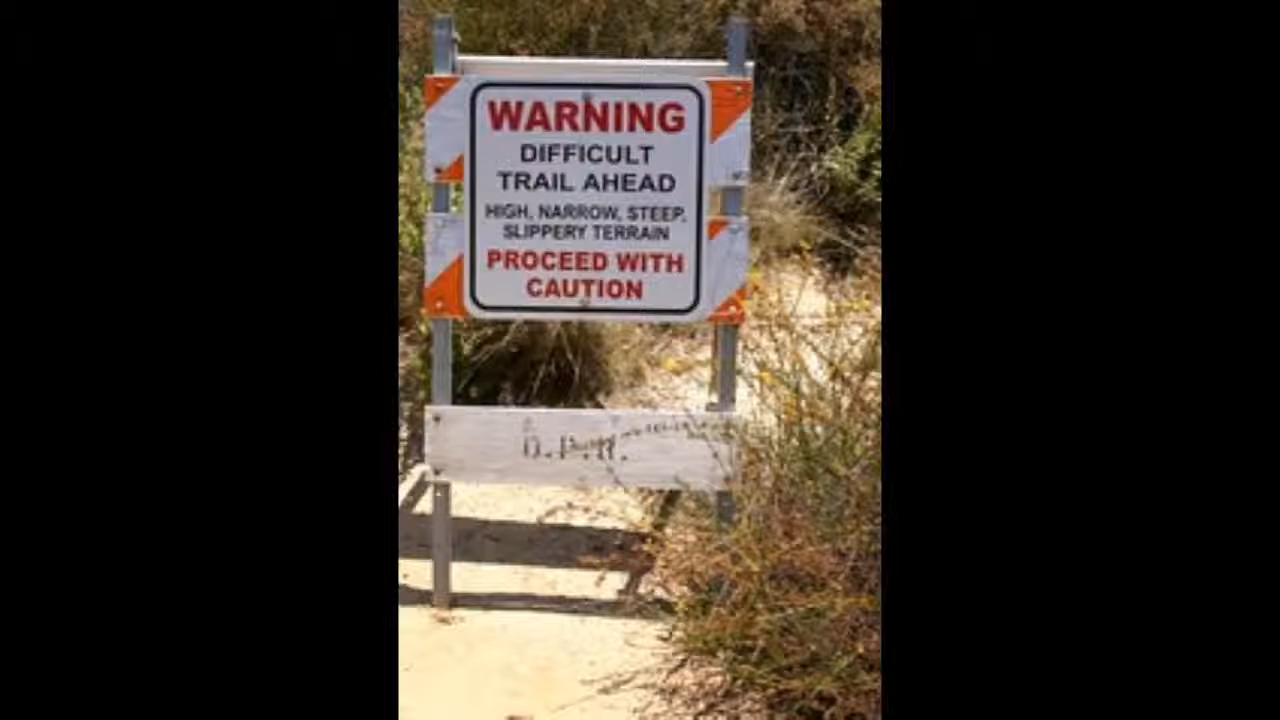 WARNING
DIFFICULT
TRAIL AHEAD
HIGH, NARROW, STEEP,
SLIPPERY TERRAIN
PROCEED WITH
CAUTION